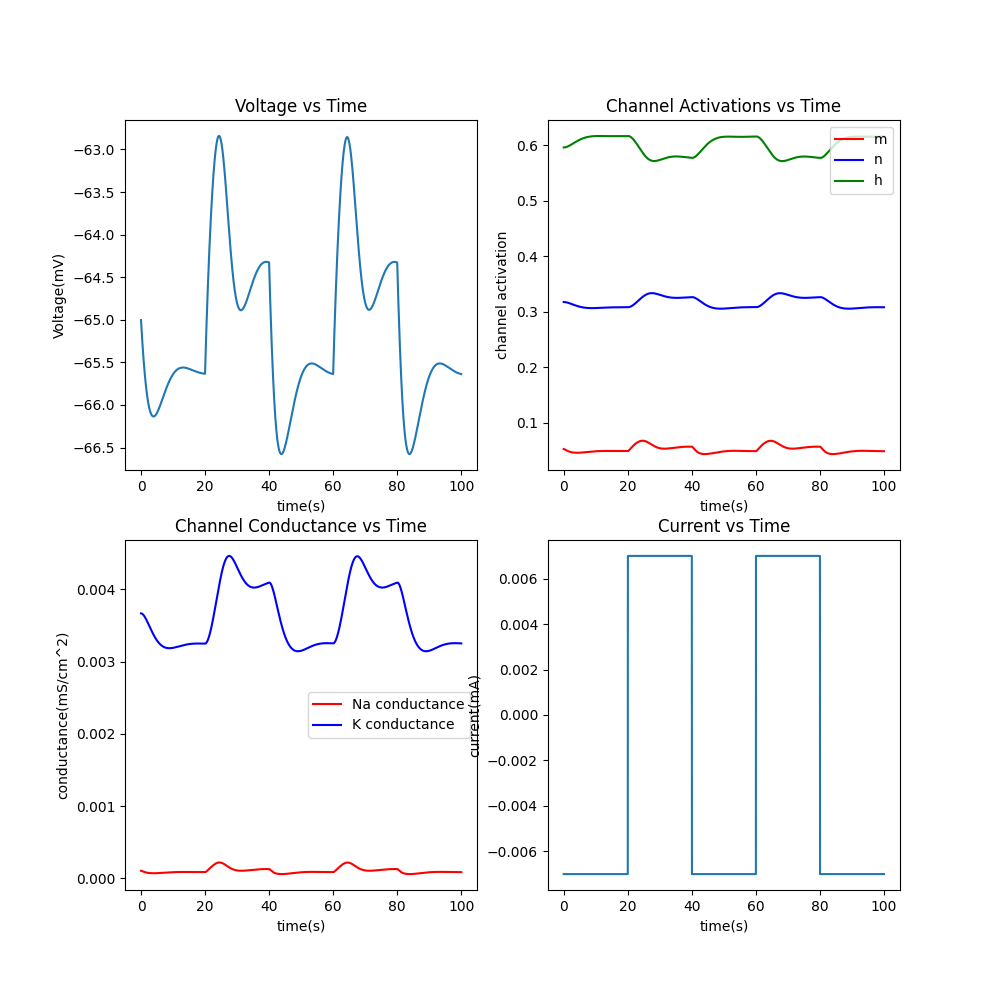 Voltage vs Time
Voltage(mV)
−63.0
−63.5
−64.0
−64.5
−65.0
−65.5
−66.0
−66.5
0 20 40 60 80 100
time(s)
Channel Activations vs Time
channel activation
0.6
0.5
0.4
0.3
0.2
0.1
m
n
h
0 20 40 60 80 100
time(s)
Channel Conductance vs Time
conductance(mS/cm^2)
0.004
0.003
0.002
0.001
0.000
Na conductance
K conductance
0 20 40 60 80 100
time(s)
Current vs Time
current(mA)
0.006
0.004
0.002
0.000
−0.002
−0.004
−0.006
0 20 40 60 80 100
time(s)